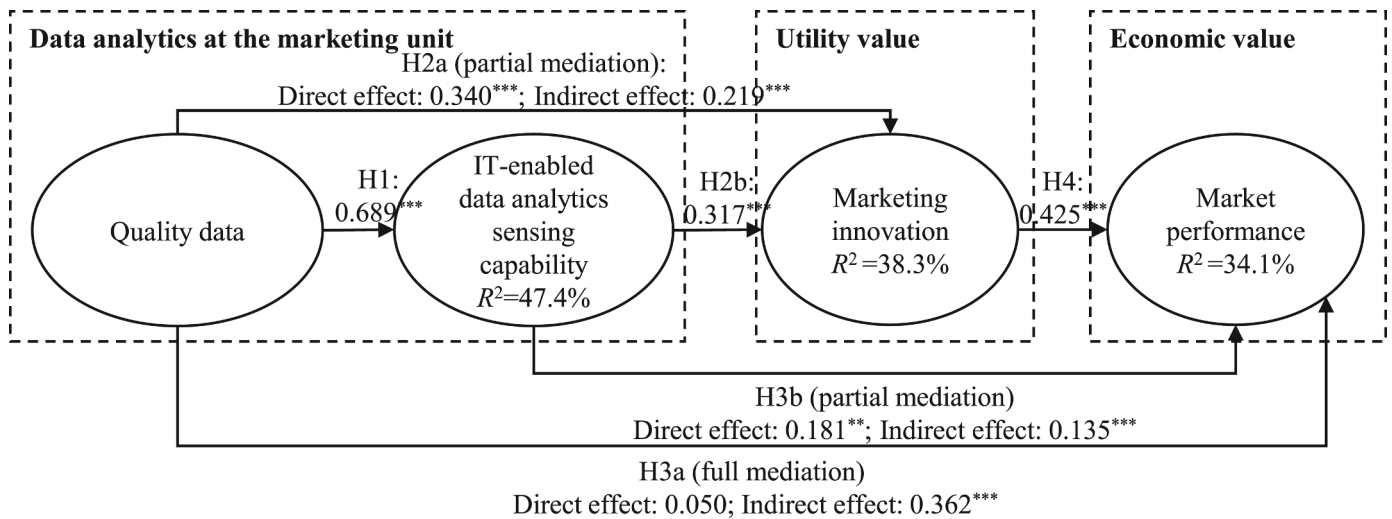 Data analytics at the marketing unit
Utility value
Economic value
H2a (partial mediation):
Direct effect: 0.340***; Indirect effect: 0.219***
Quality data
H1:
0.689***
IT-enabled
data analytics
sensing
capability
R²=47.4%
H2b:
0.317***
Marketing
innovation
R² =38.3%
H4:
0.425***
Market
performance
R² =34.1%
H3b (partial mediation)
Direct effect: 0.181**; Indirect effect: 0.135***
H3a (full mediation)
Direct effect: 0.050; Indirect effect: 0.362***